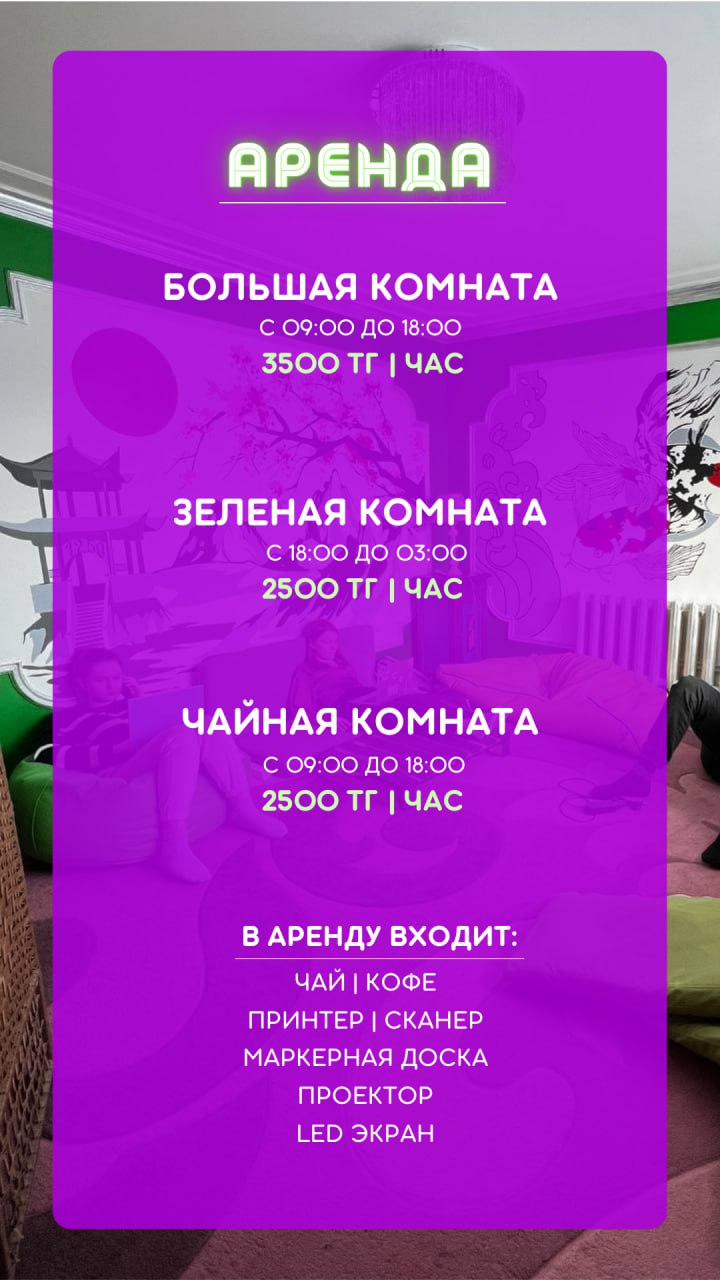 АРЕНДА
БОЛЬШАЯ КОМНАТА
С 09:00 ДО 18:00
3500 ТГ | ЧАС
ЗЕЛЕНАЯ КОМНАТА
С 18:00 ДО 03:00
2500 ТГ | ЧАС
ЧАЙНАЯ КОМНАТА
С 09:00 ДО 18:00
2500 ТГ | ЧАС
В АРЕНДУ ВХОДИТ:
ЧАЙ | КОФЕ
ПРИНТЕР | СКАНЕР
МАРКЕРНАЯ ДОСКА
ПРОЕКТОР
LED ЭКРАН